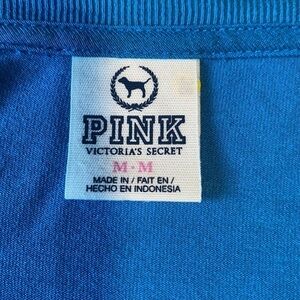 PINK
VICTORIA'S SECRET
M · M
MADE IN / FAIT EN /
HECHO EN INDONESIA